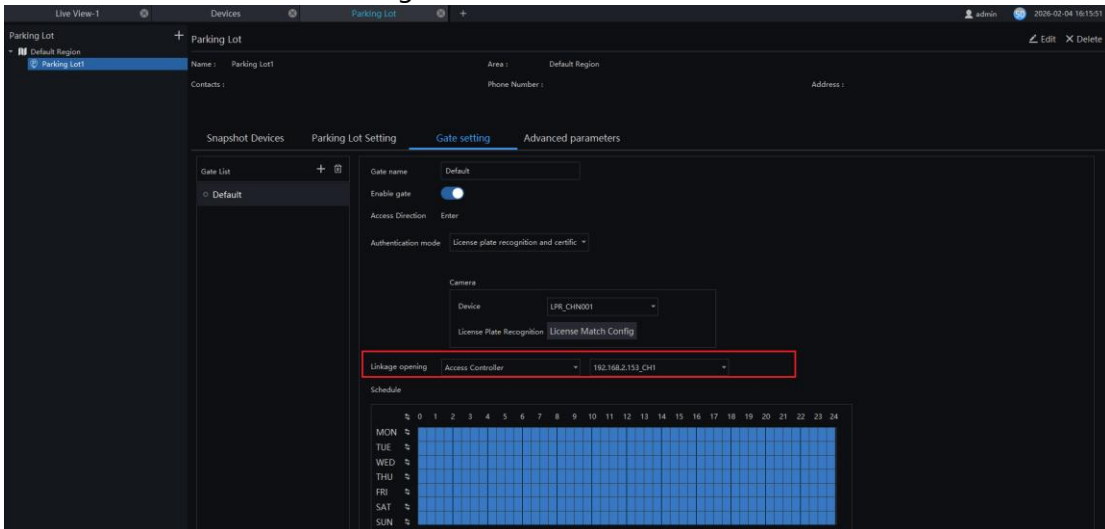 Live View-1 Devices Parking Lot + admin SD 2026-02-04 16:15:51
Parking Lot + Parking Lot Edit Delete
Default Region
Parking Lot1 Name : Parking Lot1 Area : Default Region
Contacts : Phone Number : Address :
Snapshot Devices Parking Lot Setting Gate setting Advanced parameters
Gate List + Gate name Default
Default Enable gate
Access Direction Enter
Authentication mode License plate recognition and certific
Camera
Device LPR_CHN001
License Plate Recognition License Match Config
Linkage opening Access Controller 192.168.2.153_CH1
Schedule
0 1 2 3 4 5 6 7 8 9 10 11 12 13 14 15 16 17 18 19 20 21 22 23 24
MON
TUE
WED
THU
FRI
SAT
SUN